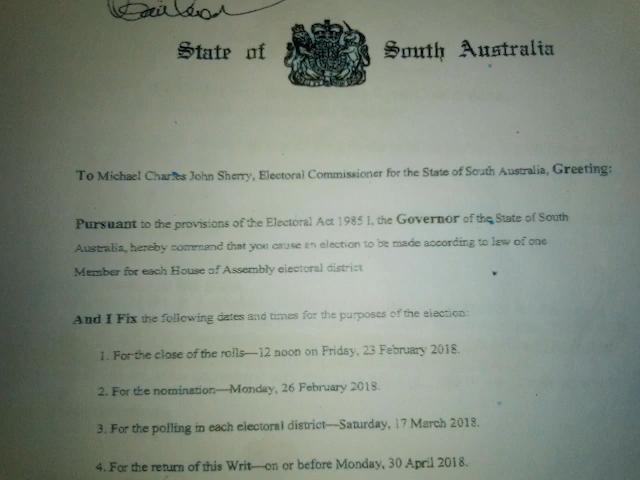 State of South Australia
To Michael Charles John Sherry, Electoral Commissioner for the State of South Australia, Greeting:
Pursuant to the provisions of the Electoral Act 1985 I, the Governor of the State of South
Australia, hereby command that you cause an election to be made according to law of one
Member for each House of Assembly electoral district
And I Fix the following dates and times for the purposes of the election:
1. For the close of the rolls—12 noon on Friday, 23 February 2018.
2. For the nomination—Monday, 26 February 2018.
3. For the polling in each electoral district—Saturday, 17 March 2018.
4. For the return of this Writ—on or before Monday, 30 April 2018.